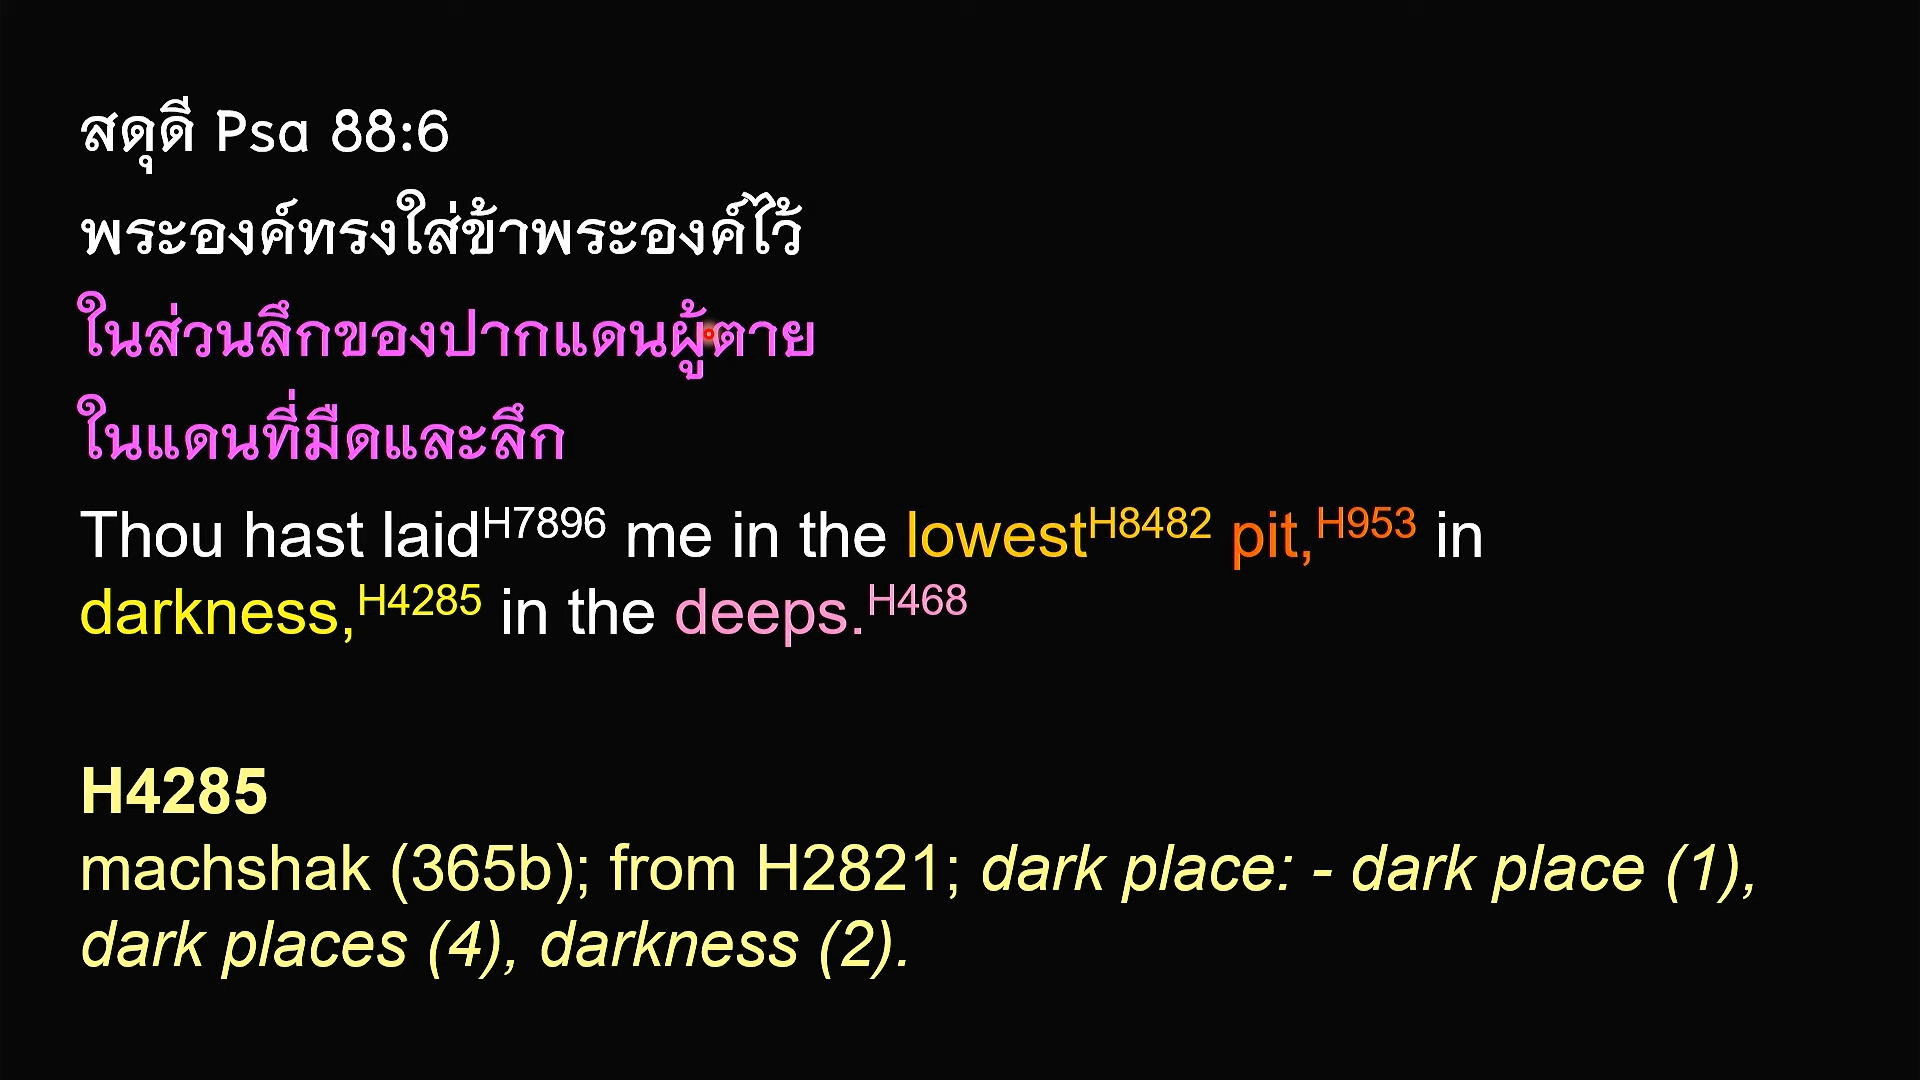 สดุดี Psa 88:6
พระองค์ทรงใส่ข้าพระองค์ไว้
ในส่วนลึกของปากแดนผู้ตาย
ในแดนที่มืดและลึก
Thou hast laidH7896 me in the lowestH8482 pit,H953 in
darkness,H4285 in the deeps.H468
H4285
machshak (365b); from H2821; dark place: - dark place (1),
dark places (4), darkness (2).